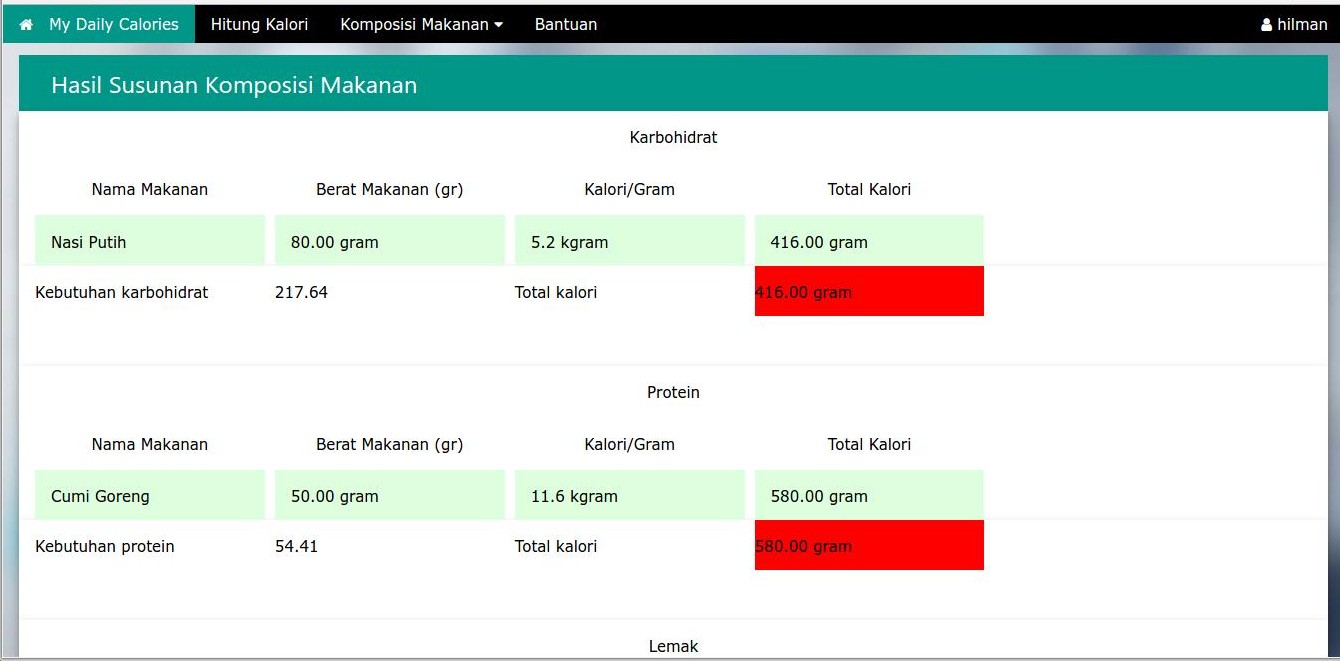 My Daily Calories Hitung Kalori Komposisi Makanan Bantuan hilman
Hasil Susunan Komposisi Makanan
Karbohidrat
Nama Makanan Berat Makanan (gr) Kalori/Gram Total Kalori
Nasi Putih 80.00 gram 5.2 kgram 416.00 gram
Kebutuhan karbohidrat 217.64 Total kalori 416.00 gram
Protein
Nama Makanan Berat Makanan (gr) Kalori/Gram Total Kalori
Cumi Goreng 50.00 gram 11.6 kgram 580.00 gram
Kebutuhan protein 54.41 Total kalori 580.00 gram
Lemak